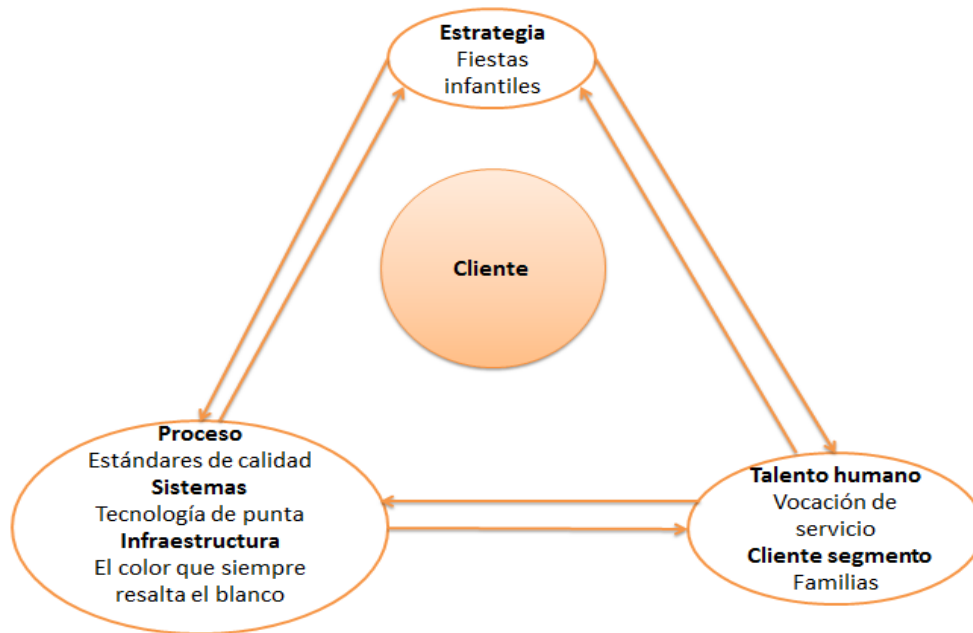 Estrategia
Fiestas
infantiles
Cliente
Proceso
Estándares de calidad
Sistemas
Tecnología de punta
Infraestructura
El color que siempre
resalta el blanco
Talento humano
Vocación de
servicio
Cliente segmento
Familias